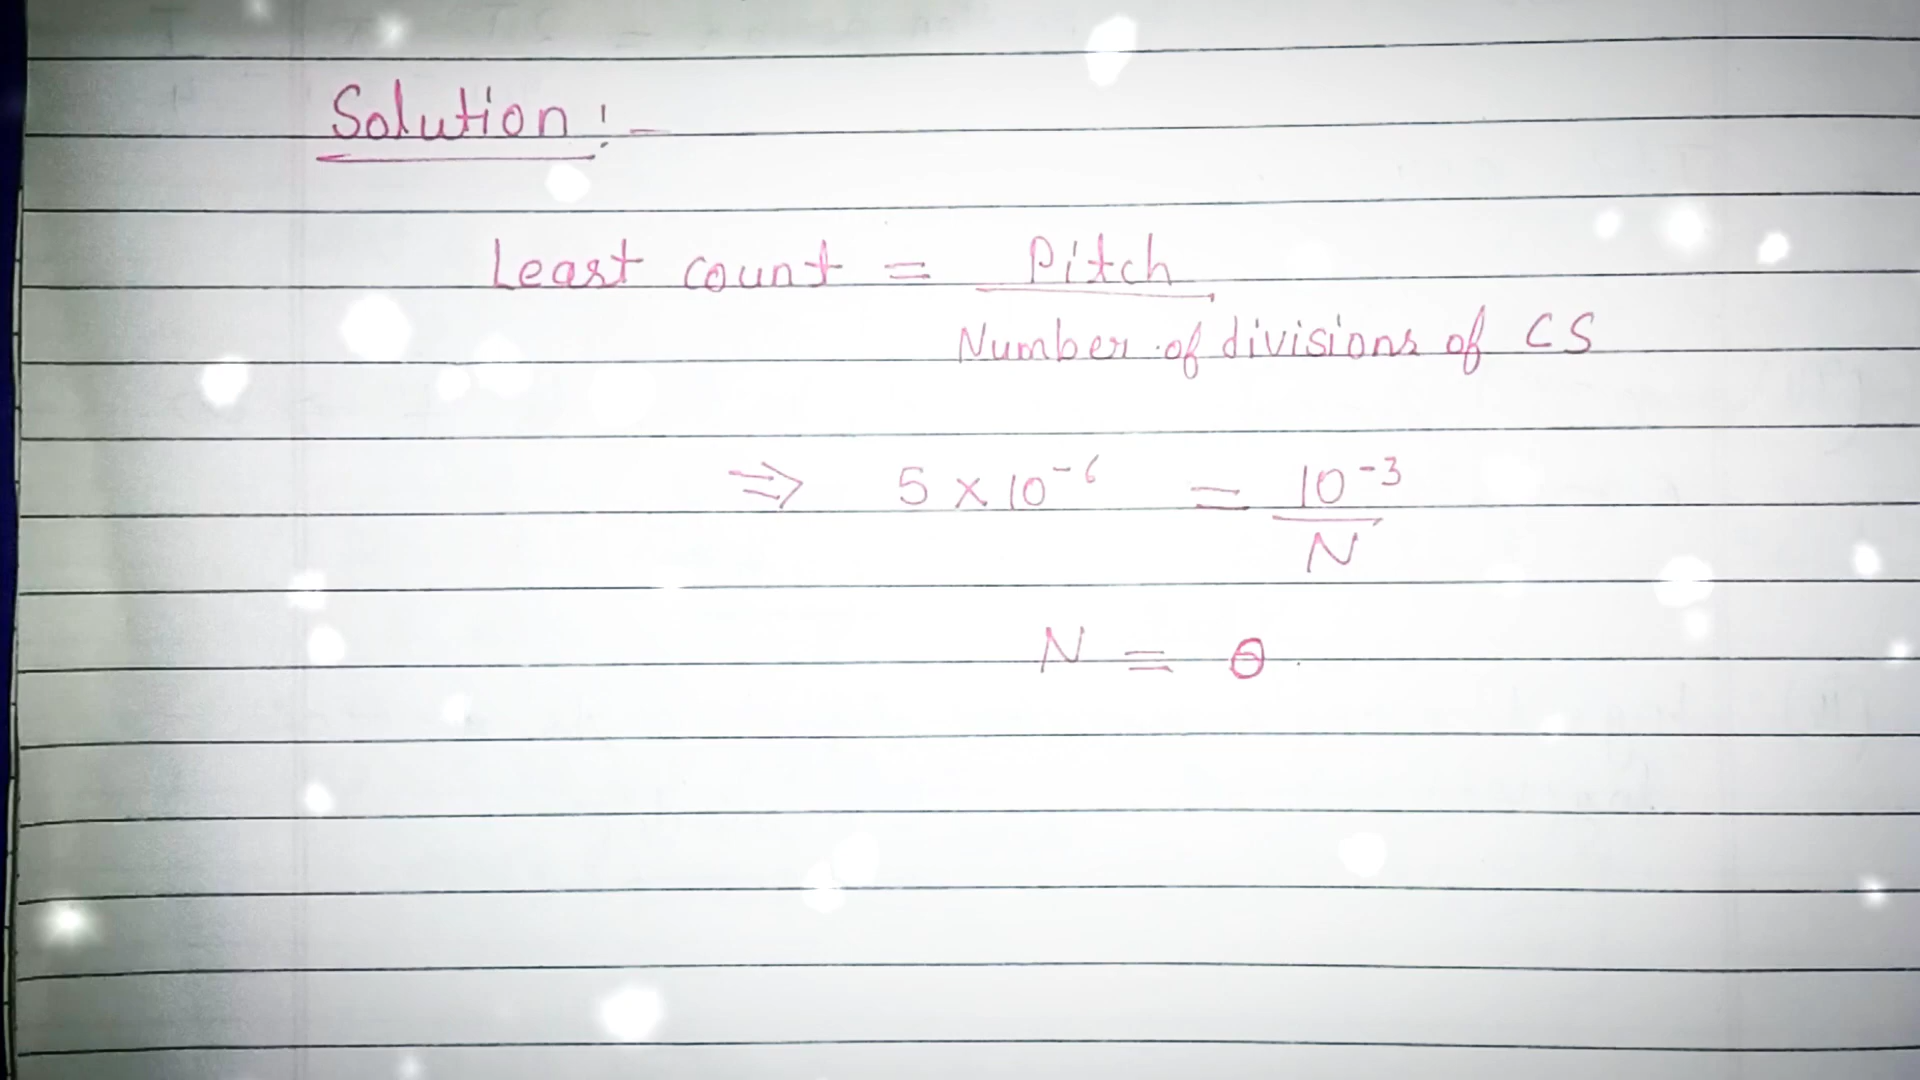 Solution :-
Least count = Pitch
Number of divisions of CS
⇒ 5 × 10⁻⁶ = 10⁻³
N
N = θ